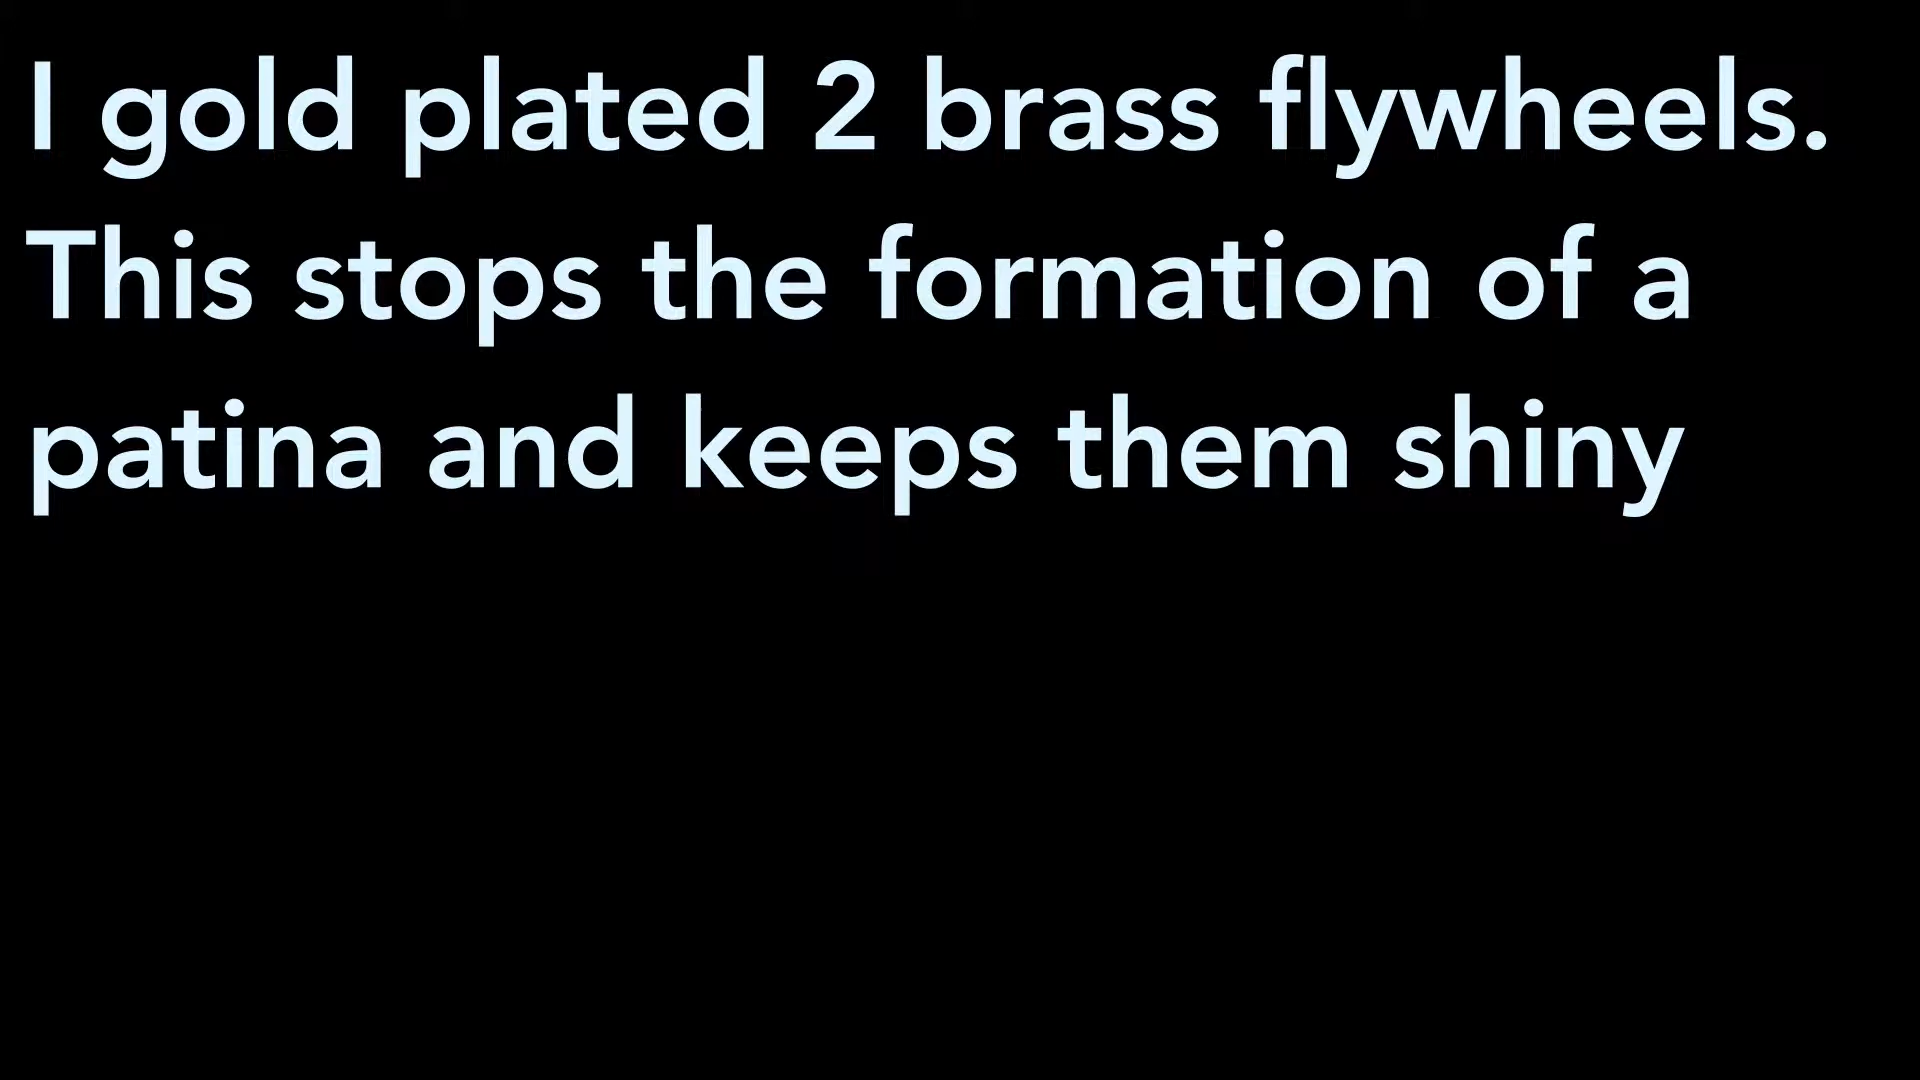 I gold plated 2 brass flywheels.
This stops the formation of a
patina and keeps them shiny